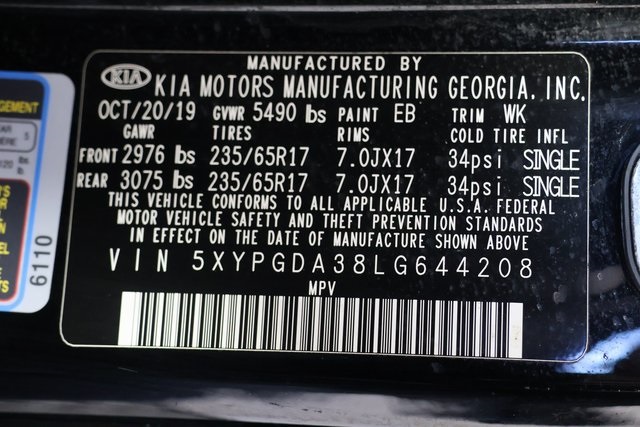 MANUFACTURED BY
KIA KIA MOTORS MANUFACTURING GEORGIA, INC.
OCT/20/19 GVWR 5490 lbs PAINT EB TRIM WK
GAWR TIRES RIMS COLD TIRE INFL
FRONT 2976 lbs 235/65R17 7.0JX17 34psi SINGLE
REAR 3075 lbs 235/65R17 7.0JX17 34psi SINGLE
THIS VEHICLE CONFORMS TO ALL APPLICABLE U.S.A. FEDERAL
MOTOR VEHICLE SAFETY AND THEFT PREVENTION STANDARDS
IN EFFECT ON THE DATE OF MANUFACTURE SHOWN ABOVE
VIN 5XYPGDA38LG644208
MPV
6110